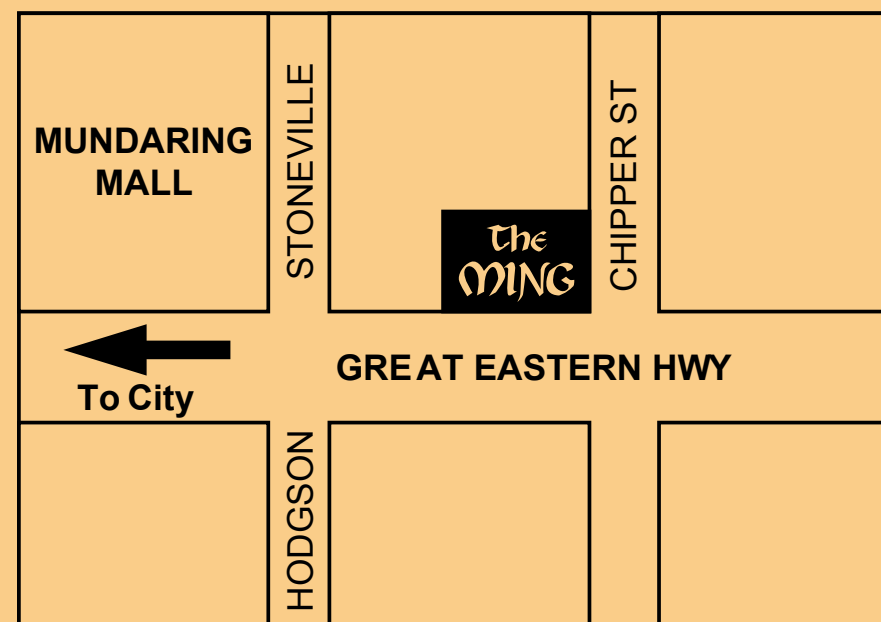 MUNDARING
MALL
STONEVILLE
The
MING
CHIPPER ST
GREAT EASTERN HWY
To City
HODGSON